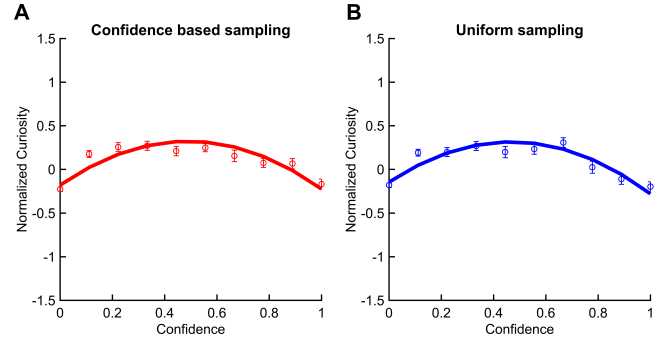 A
Confidence based sampling
Normalized Curiosity
1.5
1
0.5
0
-0.5
-1
-1.5
0 0.2 0.4 0.6 0.8 1
Confidence
B
Uniform sampling
Normalized Curiosity
1.5
1
0.5
0
-0.5
-1
-1.5
0 0.2 0.4 0.6 0.8 1
Confidence